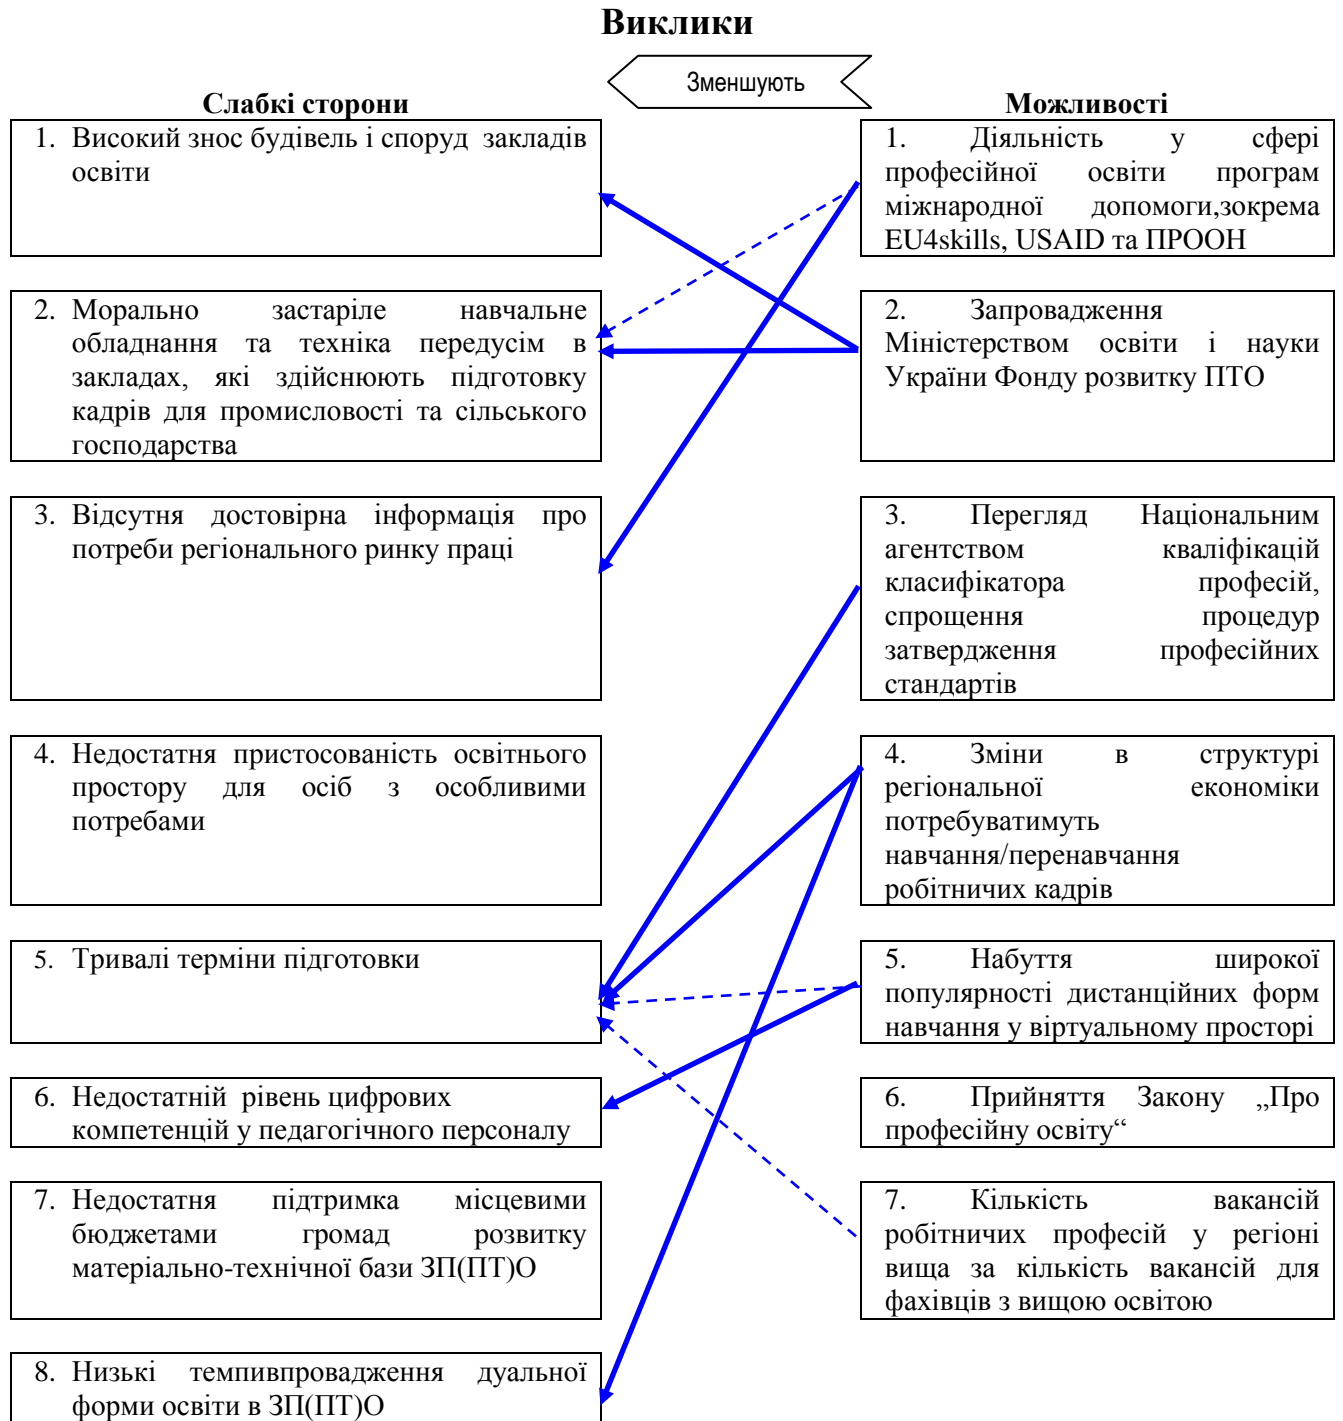 Виклики
Зменшують
Слабкі сторони
Можливості
1. Високий знос будівель і споруд закладів
освіти
1. Діяльність у сфері
професійної освіти програм
міжнародної допомоги,зокрема
EU4skills, USAID та ПРООН
2. Морально застаріле навчальне
обладнання та техніка передусім в
закладах, які здійснюють підготовку
кадрів для промисловості та сільського
господарства
2. Запровадження
Міністерством освіти і науки
України Фонду розвитку ПТО
3. Відсутня достовірна інформація про
потреби регіонального ринку праці
3. Перегляд Національним
агентством кваліфікацій
класифікатора професій,
спрощення процедур
затвердження професійних
стандартів
4. Недостатня пристосованість освітнього
простору для осіб з особливими
потребами
4. Зміни в структурі
регіональної економіки
потребуватимуть
навчання/перенавчання
робітничих кадрів
5. Тривалі терміни підготовки
5. Набуття широкої
популярності дистанційних форм
навчання у віртуальному просторі
6. Недостатній рівень цифрових
компетенцій у педагогічного персоналу
6. Прийняття Закону „Про
професійну освіту“
7. Недостатня підтримка місцевими
бюджетами громад розвитку
матеріально-технічної бази ЗП(ПТ)О
7. Кількість вакансій
робітничих професій у регіоні
вища за кількість вакансій для
фахівців з вищою освітою
8. Низькі темпивпровадження дуальної
форми освіти в ЗП(ПТ)О